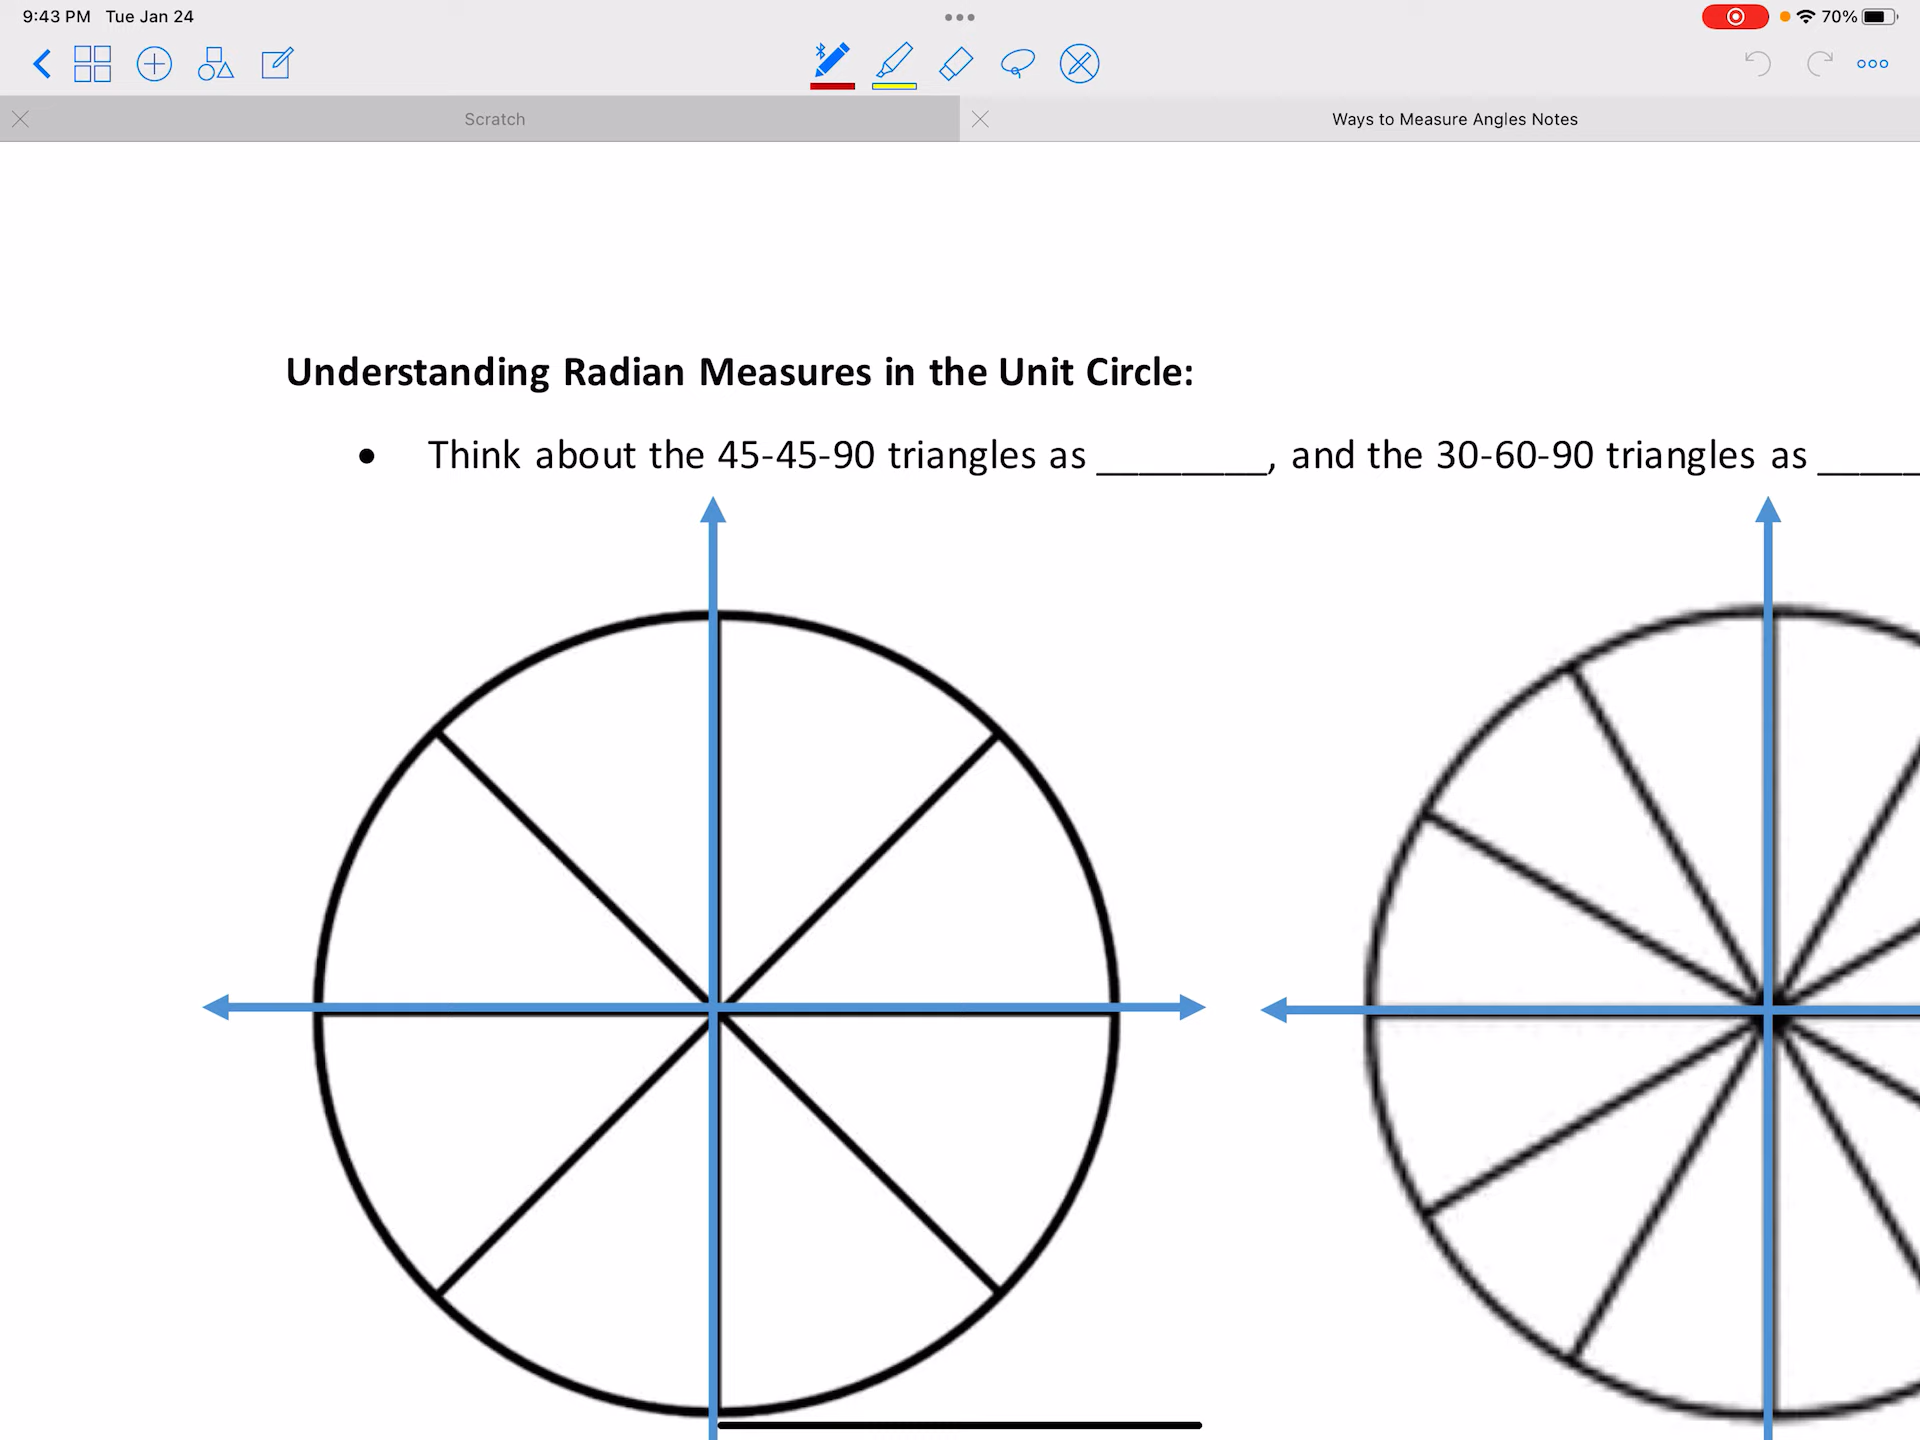 9:43 PM Tue Jan 24
70%
Scratch
Ways to Measure Angles Notes
Understanding Radian Measures in the Unit Circle:
• Think about the 45-45-90 triangles as ________, and the 30-60-90 triangles as _____